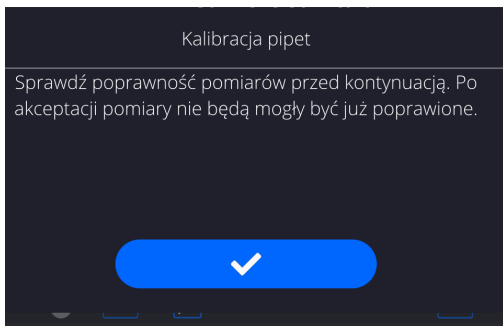 Kalibracja pipet
Sprawdź poprawność pomiarów przed kontynuacją. Po
akceptacji pomiary nie będą mogły być już poprawione.